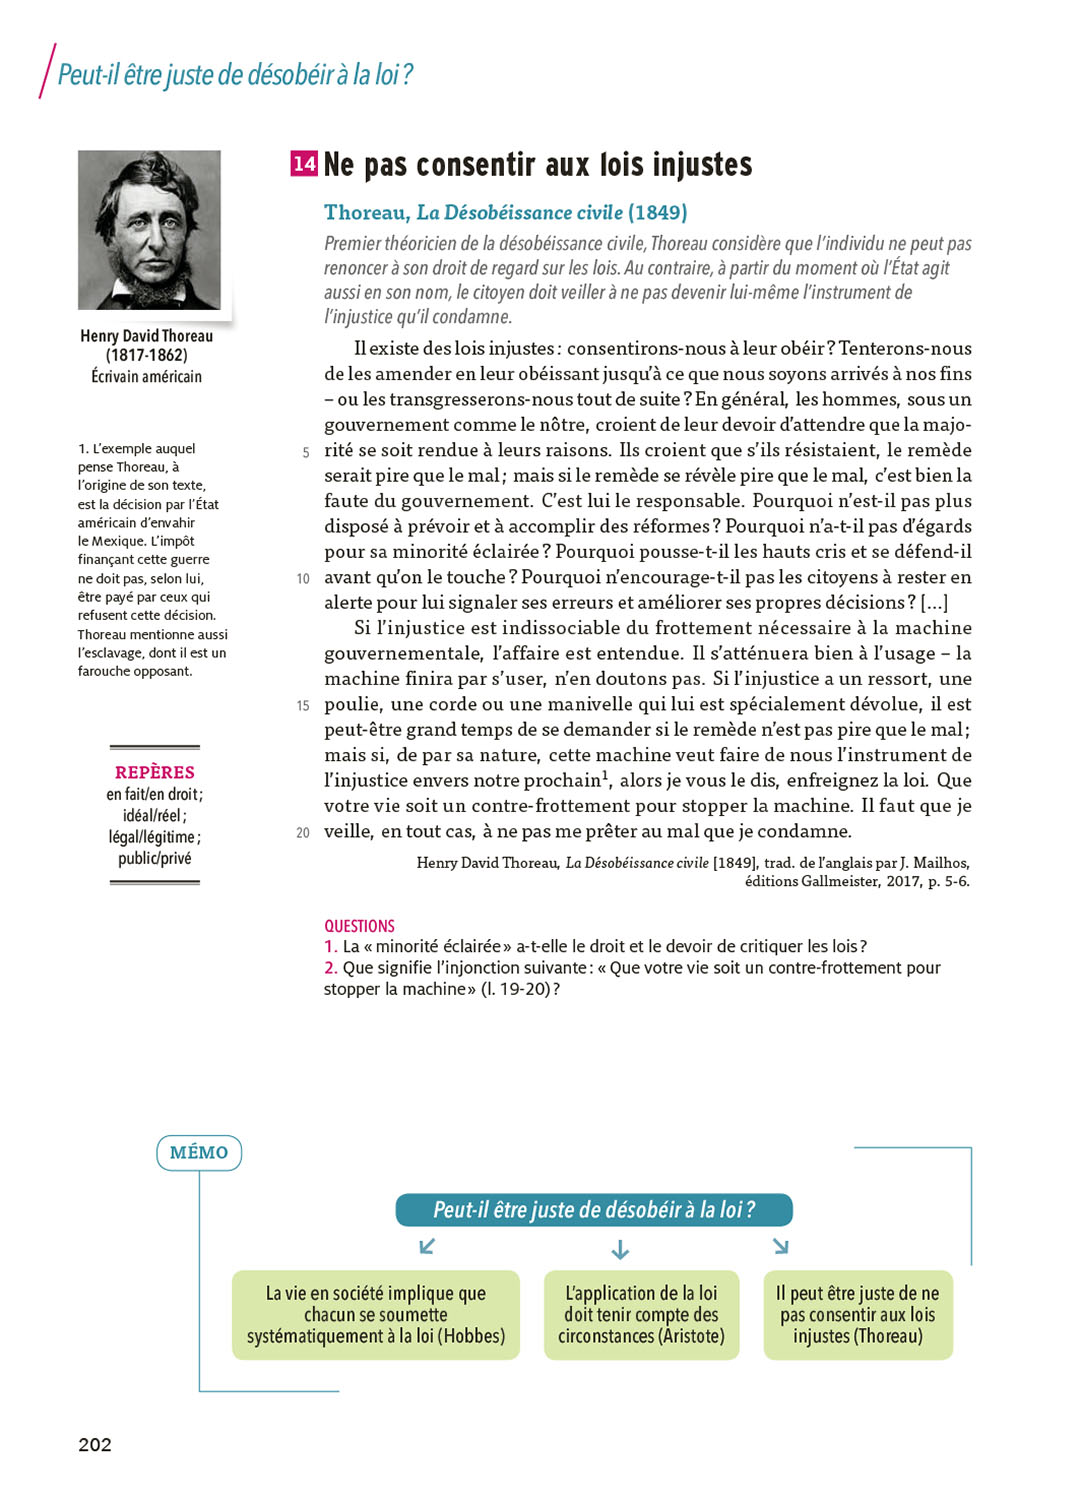 Peut-il être juste de désobéir à la loi ?
Henry David Thoreau
(1817-1862)
Écrivain américain
1. L’exemple auquel
pense Thoreau, à
l’origine de son texte,
est la décision par l’État
américain d’envahir
le Mexique. L’impôt
finançant cette guerre
ne doit pas, selon lui,
être payé par ceux qui
refusent cette décision.
Thoreau mentionne aussi
l’esclavage, dont il est un
farouche opposant.
REPÈRES
en fait/en droit ;
idéal/réel ;
légal/légitime ;
public/privé
14 Ne pas consentir aux lois injustes
Thoreau, La Désobéissance civile (1849)
Premier théoricien de la désobéissance civile, Thoreau considère que l’individu ne peut pas
renoncer à son droit de regard sur les lois. Au contraire, à partir du moment où l’État agit
aussi en son nom, le citoyen doit veiller à ne pas devenir lui-même l’instrument de
l’injustice qu’il condamne.
Il existe des lois injustes : consentirons-nous à leur obéir ? Tenterons-nous
de les amender en leur obéissant jusqu’à ce que nous soyons arrivés à nos fins
– ou les transgresserons-nous tout de suite ? En général, les hommes, sous un
gouvernement comme le nôtre, croient de leur devoir d’attendre que la majo-
5 rité se soit rendue à leurs raisons. Ils croient que s’ils résistaient, le remède
serait pire que le mal ; mais si le remède se révèle pire que le mal, c’est bien la
faute du gouvernement. C’est lui le responsable. Pourquoi n’est-il pas plus
disposé à prévoir et à accomplir des réformes ? Pourquoi n’a-t-il pas d’égards
pour sa minorité éclairée ? Pourquoi pousse-t-il les hauts cris et se défend-il
10 avant qu’on le touche ? Pourquoi n’encourage-t-il pas les citoyens à rester en
alerte pour lui signaler ses erreurs et améliorer ses propres décisions ? [...]
Si l’injustice est indissociable du frottement nécessaire à la machine
gouvernementale, l’affaire est entendue. Il s’atténuera bien à l’usage – la
machine finira par s’user, n’en doutons pas. Si l’injustice a un ressort, une
15 poulie, une corde ou une manivelle qui lui est spécialement dévolue, il est
peut-être grand temps de se demander si le remède n’est pas pire que le mal ;
mais si, de par sa nature, cette machine veut faire de nous l’instrument de
l’injustice envers notre prochain¹, alors je vous le dis, enfreignez la loi. Que
votre vie soit un contre-frottement pour stopper la machine. Il faut que je
20 veille, en tout cas, à ne pas me prêter au mal que je condamne.
Henry David Thoreau, La Désobéissance civile [1849], trad. de l’anglais par J. Mailhos,
éditions Gallmeister, 2017, p. 5-6.
QUESTIONS
1. La « minorité éclairée » a-t-elle le droit et le devoir de critiquer les lois ?
2. Que signifie l’injonction suivante : « Que votre vie soit un contre-frottement pour
stopper la machine » (l. 19-20) ?
MÉMO
Peut-il être juste de désobéir à la loi ?
La vie en société implique que
chacun se soumette
systématiquement à la loi (Hobbes)
L’application de la loi
doit tenir compte des
circonstances (Aristote)
Il peut être juste de ne
pas consentir aux lois
injustes (Thoreau)
202